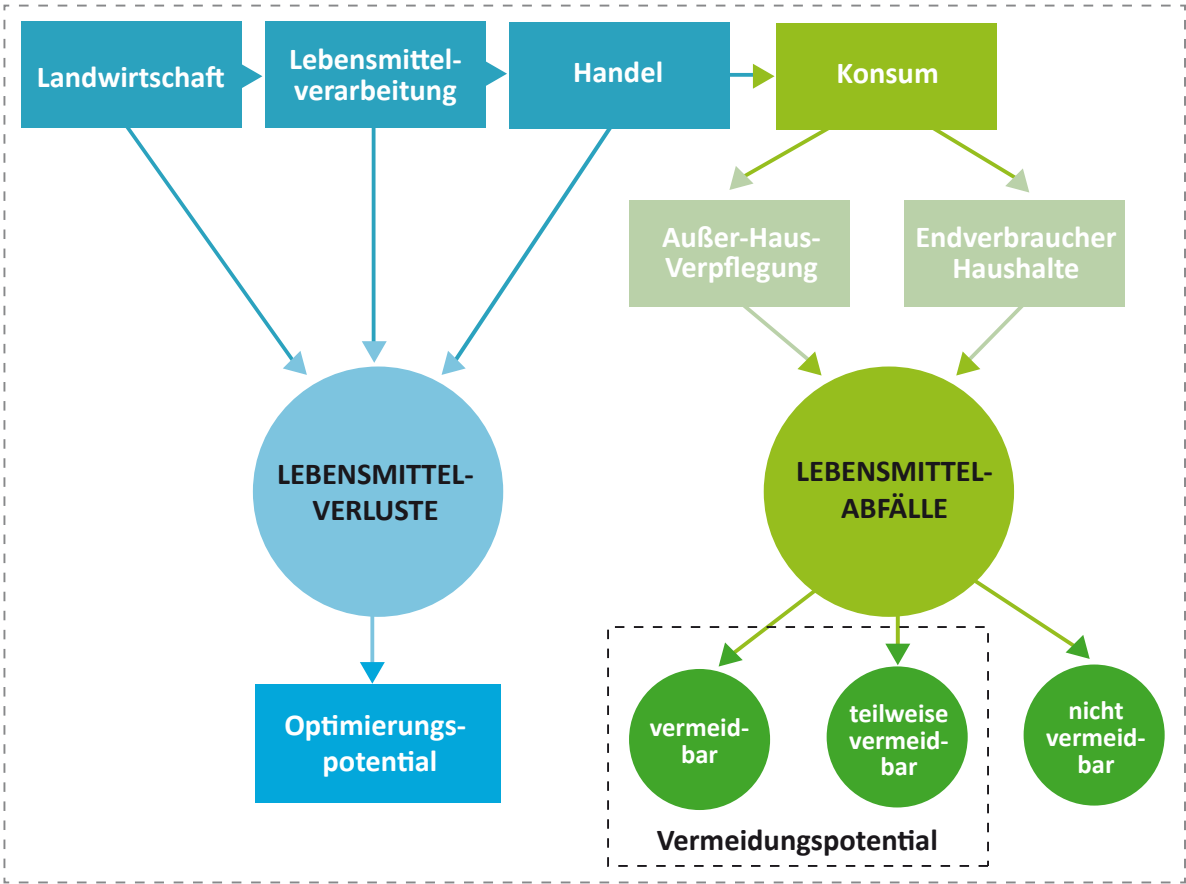 Landwirtschaft
Lebensmittel-
verarbeitung
Handel
Konsum
Außer-Haus-
Verpflegung
Endverbraucher
Haushalte
LEBENSMITTEL-
VERLUSTE
LEBENSMITTEL-
ABFÄLLE
Optimierungs-
potential
vermeid-
bar
teilweise
vermeid-
bar
nicht
vermeid-
bar
Vermeidungspotential